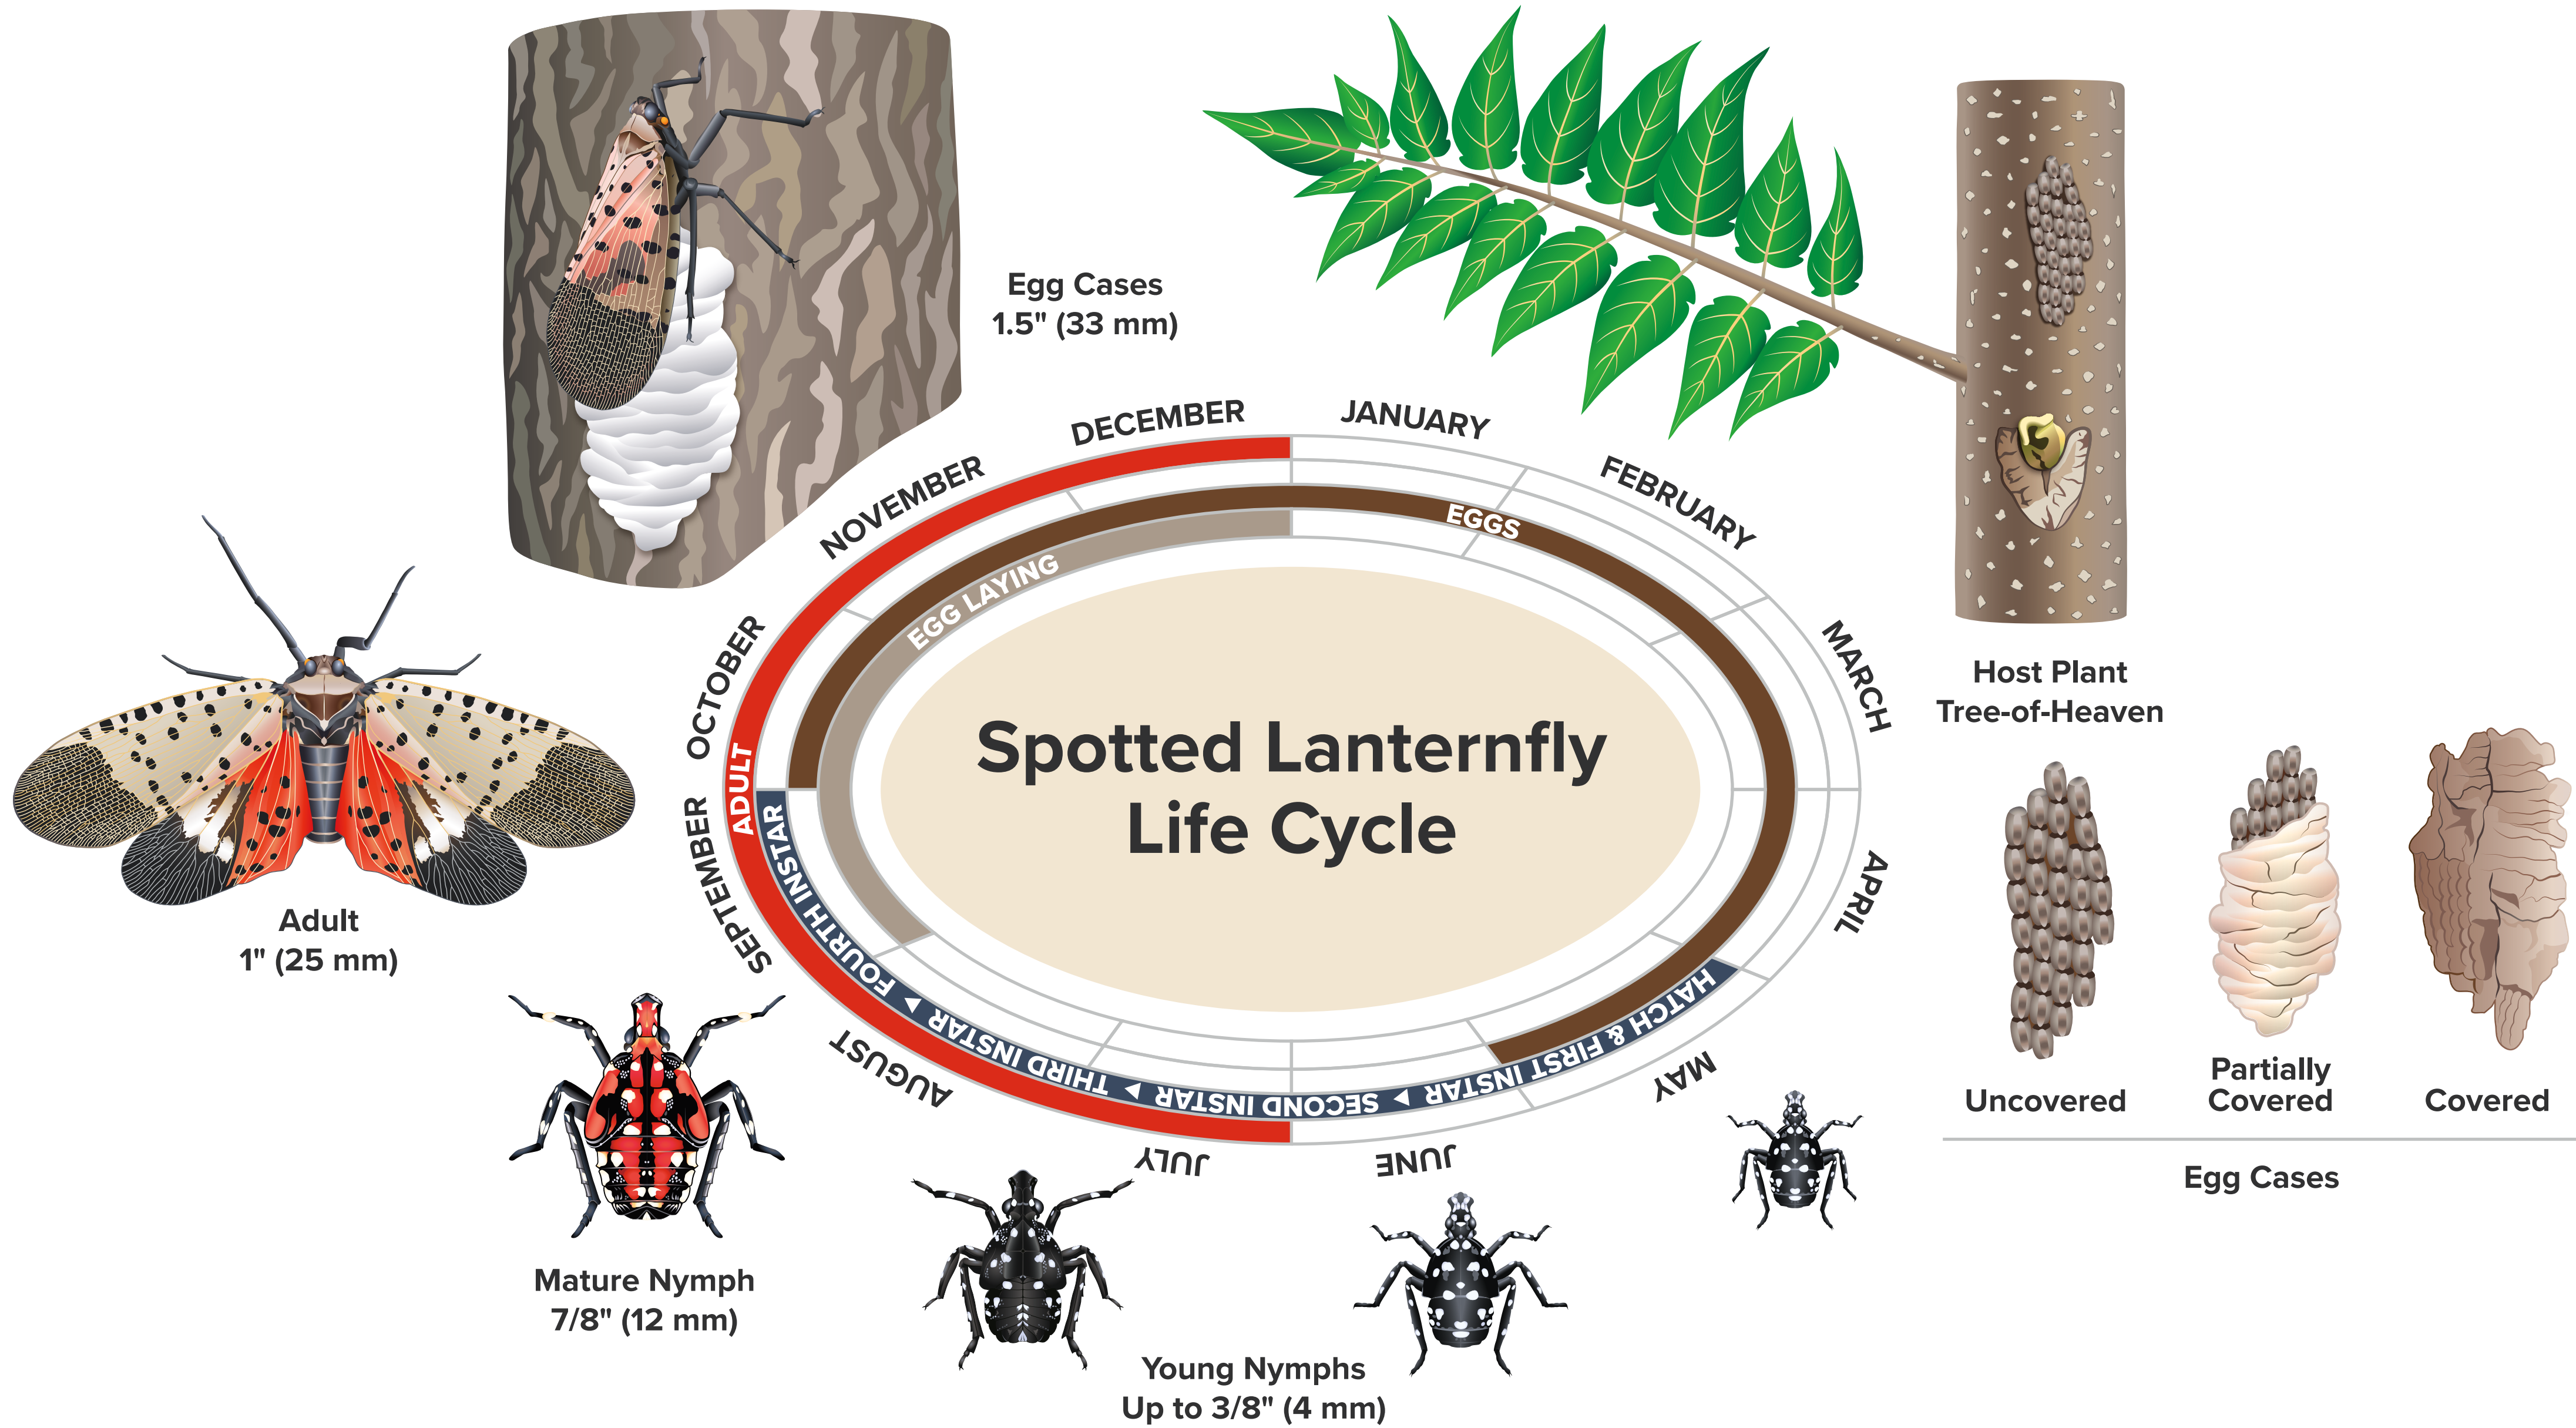 Egg Cases
1.5" (33 mm)
DECEMBER
JANUARY
FEBRUARY
MARCH
APRIL
MAY
JUNE
JULY
AUGUST
SEPTEMBER
OCTOBER
NOVEMBER
EGGS
EGG LAYING
ADULT
HATCH & FIRST INSTAR ▶ SECOND INSTAR ▶ THIRD INSTAR ▶ FOURTH INSTAR
Spotted Lanternfly
Life Cycle
Host Plant
Tree-of-Heaven
Adult
1" (25 mm)
Uncovered
Partially
Covered
Covered
Egg Cases
Mature Nymph
7/8" (12 mm)
Young Nymphs
Up to 3/8" (4 mm)